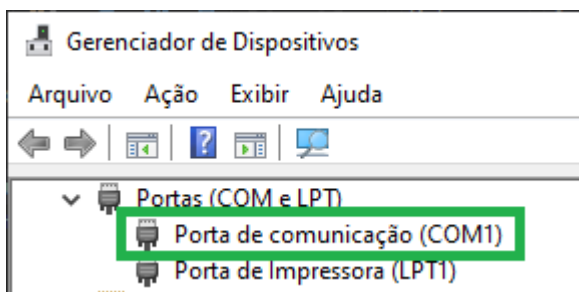 Gerenciador de Dispositivos
Arquivo Ação Exibir Ajuda
?
Portas (COM e LPT)
Porta de comunicação (COM1)
Porta de Impressora (LPT1)